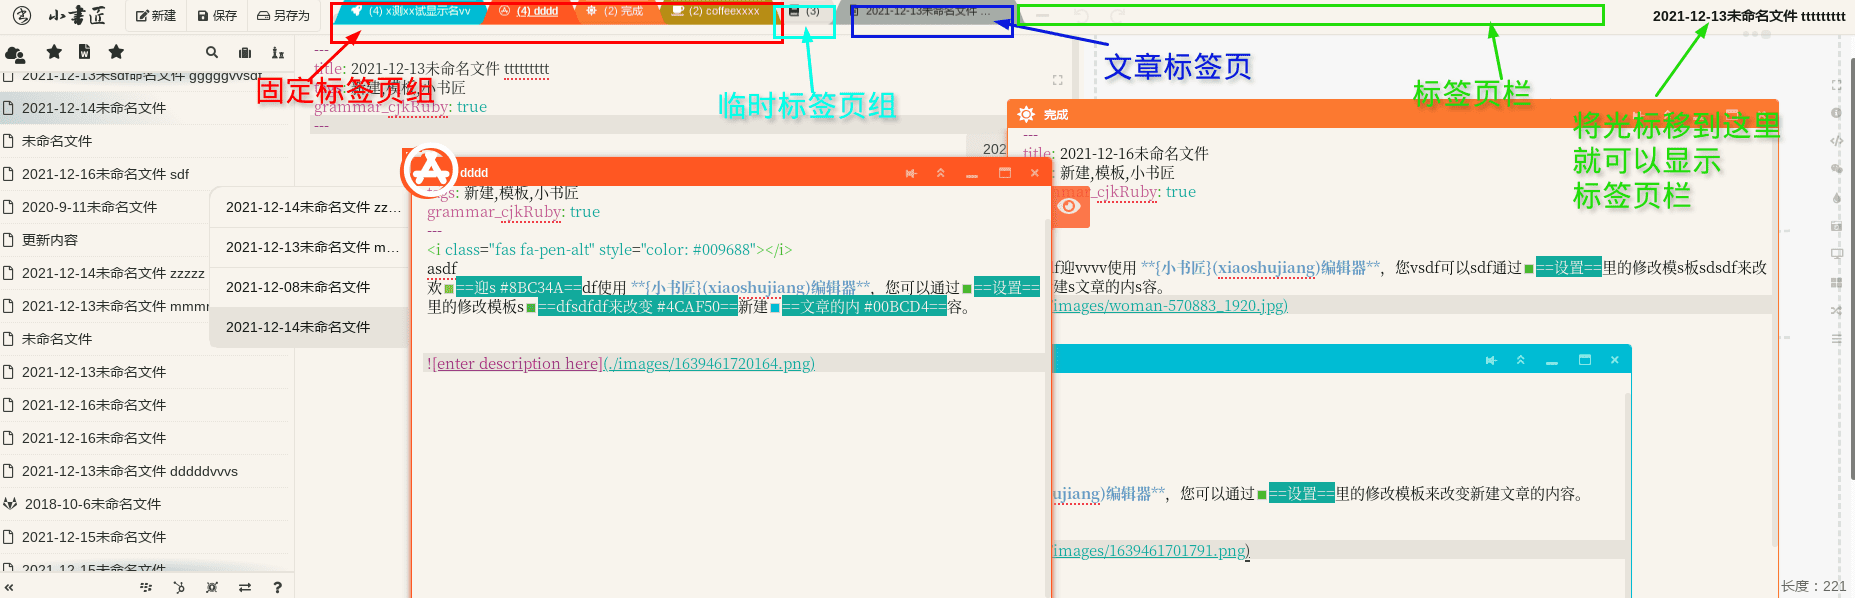 小书匠
新建
保存
另存为
(4) x测xx试显示名vv
(4) dddd
(2) 完成
(2) coffeexxxx
(3)
2021-12-13未命名文件 ...
2021-12-13未命名文件 ttttttttt
固定标签页组
临时标签页组
文章标签页
标签页栏
将光标移到这里
就可以显示
标签页栏
2021-12-13未sdf命名文件 gggggvvsdf
2021-12-14未命名文件
未命名文件
2021-12-16未命名文件 sdf
2020-9-11未命名文件
更新内容
2021-12-14未命名文件 zzzzz
2021-12-13未命名文件 mmmr
未命名文件
2021-12-13未命名文件
2021-12-16未命名文件
2021-12-16未命名文件
2021-12-13未命名文件 dddddvvvs
2018-10-6未命名文件
2021-12-15未命名文件
2021-12-15未命名文件
2021-12-14未命名文件 zz...
2021-12-13未命名文件 m...
2021-12-08未命名文件
2021-12-14未命名文件
---
title: 2021-12-13未命名文件 ttttttttt
新建,模板,小书匠
grammar_cjkRuby: true
---
202
dddd
tags: 新建,模板,小书匠
grammar_cjkRuby: true
---
<i class="fas fa-pen-alt" style="color: #009688"></i>
asdf
欢==迎s #8BC34A==df使用 **{小书匠}(xiaoshujiang)编辑器**，您可以通过==设置==
里的修改模板s==dfsdfdf来改变 #4CAF50==新建==文章的内 #00BCD4==容。
![enter description here](./images/1639461720164.png)
完成
---
title: 2021-12-16未命名文件
: 新建,模板,小书匠
mar_cjkRuby: true
f迎vvvv使用 **{小书匠}(xiaoshujiang)编辑器**，您vsdf可以sdf通过==设置==里的修改模s板sdsdf来改
建s文章的内s容。
images/woman-570883_1920.jpg)
ujiang)编辑器**，您可以通过==设置==里的修改模板来改变新建文章的内容。
images/1639461701791.png)
长度：221